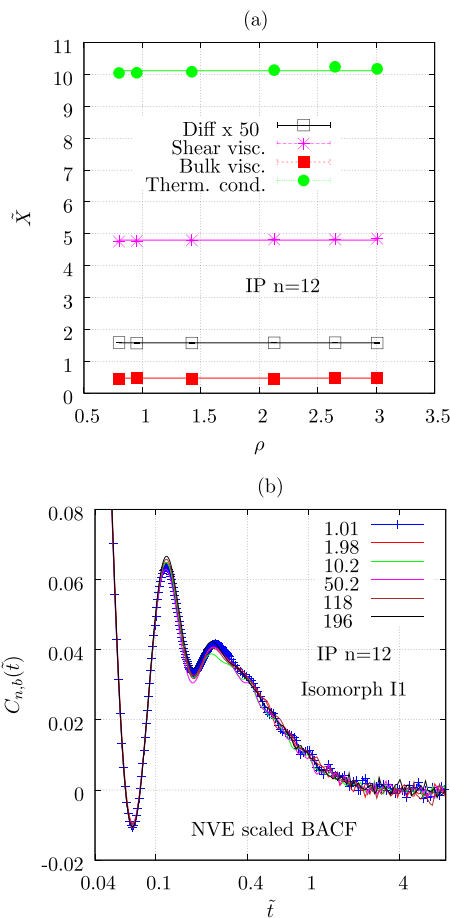 (a)
11
10
9
8
7
6
5
4
3
2
1
0
X̃
Diff x 50
Shear visc.
Bulk visc.
Therm. cond.
IP n=12
0.5 1 1.5 2 2.5 3 3.5
ρ
(b)
0.08
0.06
0.04
0.02
0
-0.02
C_{n,b}(t̃)
1.01
1.98
10.2
50.2
118
196
IP n=12
Isomorph I1
NVE scaled BACF
0.04 0.1 0.4 1 4
t̃